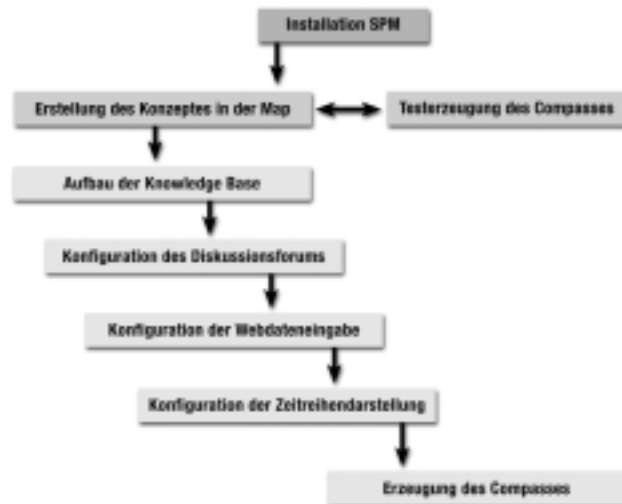 Installation SPM
Erstellung des Konzeptes in der Map
Testerzeugung des Compasses
Aufbau der Knowledge Base
Konfiguration des Diskussionsforums
Konfiguration der Webdateneingabe
Konfiguration der Zeitreihendarstellung
Erzeugung des Compasses